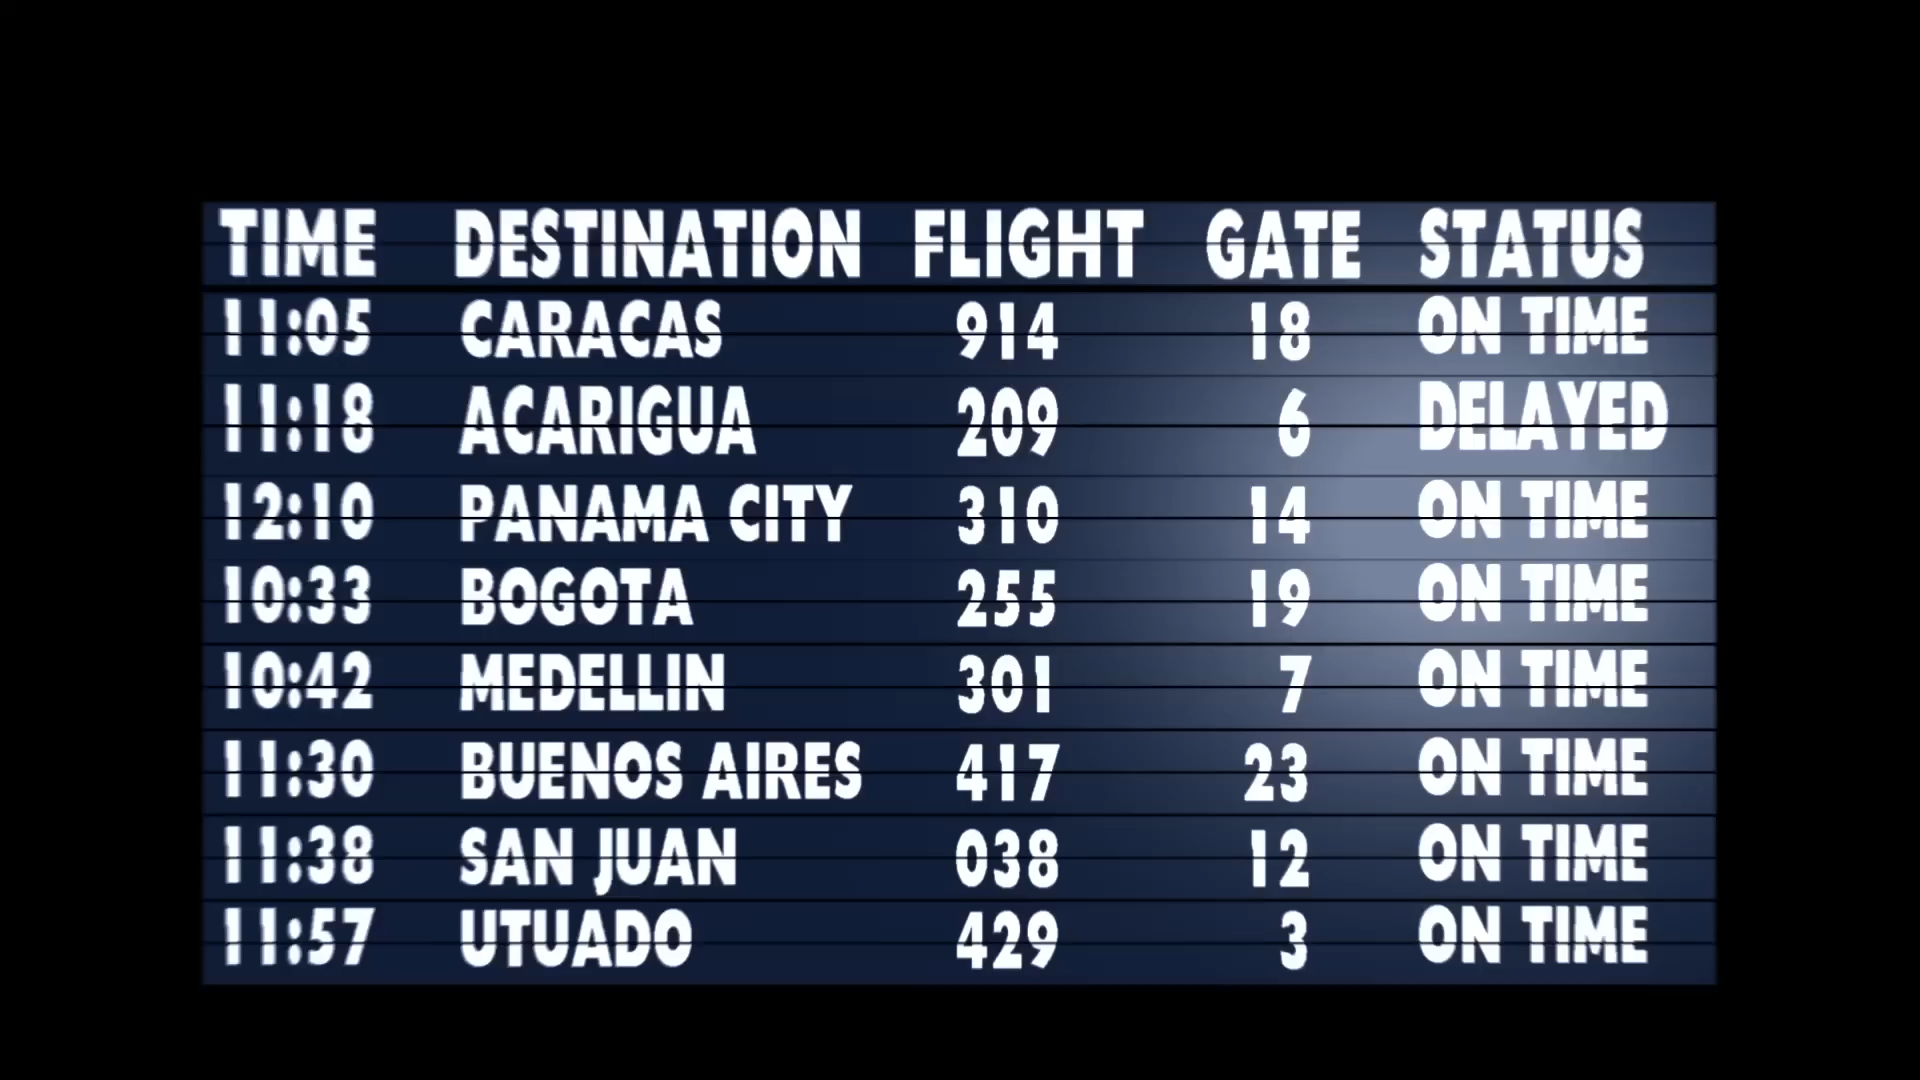 TIME DESTINATION FLIGHT GATE STATUS
11:05 CARACAS 914 18 ON TIME
11:18 ACARIGUA 209 6 DELAYED
12:10 PANAMA CITY 310 14 ON TIME
10:33 BOGOTA 255 19 ON TIME
10:42 MEDELLIN 301 7 ON TIME
11:30 BUENOS AIRES 417 23 ON TIME
11:38 SAN JUAN 038 12 ON TIME
11:57 UTUADO 429 3 ON TIME